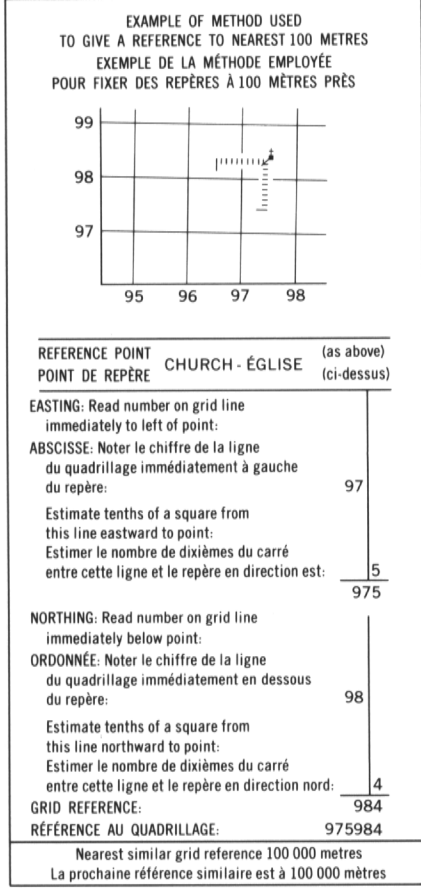 EXAMPLE OF METHOD USED
TO GIVE A REFERENCE TO NEAREST 100 METRES
EXEMPLE DE LA MÉTHODE EMPLOYÉE
POUR FIXER DES REPÈRES À 100 MÈTRES PRÈS
99
98
97
95 96 97 98
REFERENCE POINT
POINT DE REPÈRE
CHURCH - ÉGLISE
(as above)
(ci-dessus)
EASTING: Read number on grid line
immediately to left of point:
ABSCISSE: Noter le chiffre de la ligne
du quadrillage immédiatement à gauche
du repère: 97
Estimate tenths of a square from
this line eastward to point:
Estimer le nombre de dixièmes du carré
entre cette ligne et le repère en direction est: 5
975
NORTHING: Read number on grid line
immediately below point:
ORDONNÉE: Noter le chiffre de la ligne
du quadrillage immédiatement en dessous
du repère: 98
Estimate tenths of a square from
this line northward to point:
Estimer le nombre de dixièmes du carré
entre cette ligne et le repère en direction nord: 4
GRID REFERENCE: 984
RÉFÉRENCE AU QUADRILLAGE: 975984
Nearest similar grid reference 100 000 metres
La prochaine référence similaire est à 100 000 mètres